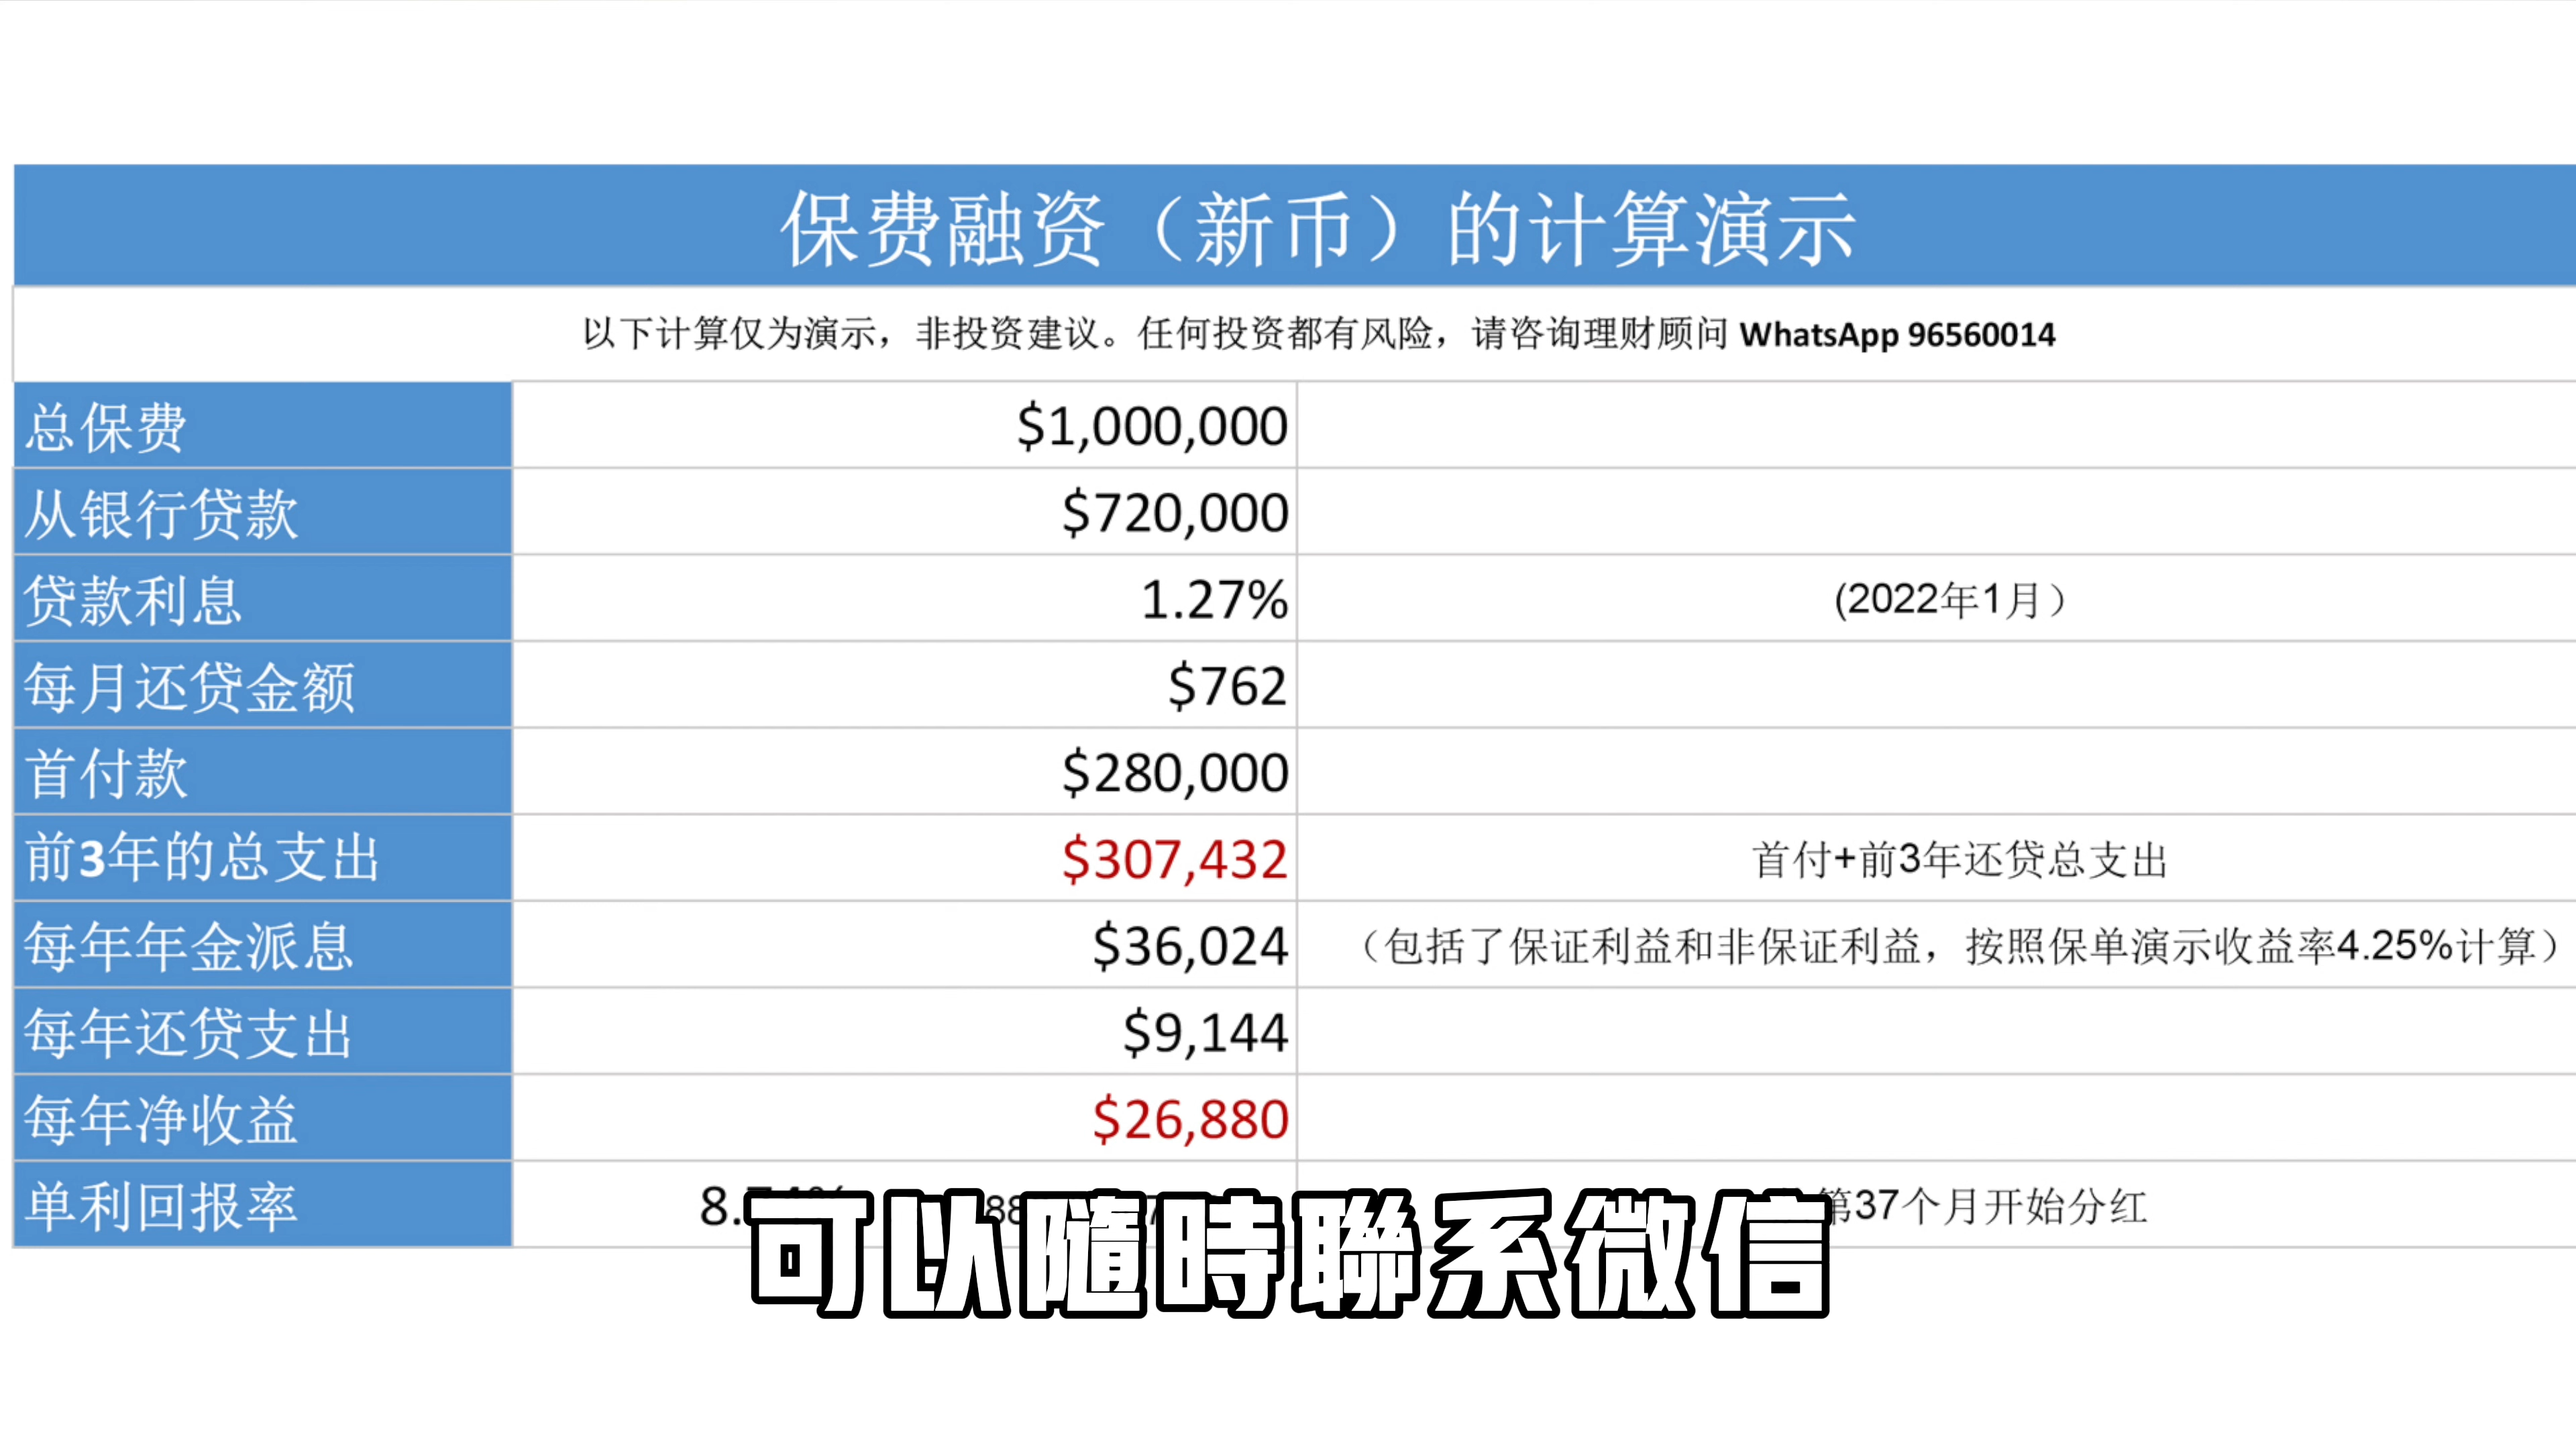 保费融资（新币）的计算演示
以下计算仅为演示，非投资建议。任何投资都有风险，请咨询理财顾问 WhatsApp 96560014
总保费 $1,000,000
从银行贷款 $720,000
贷款利息 1.27% (2022年1月）
每月还贷金额 $762
首付款 $280,000
前3年的总支出 $307,432 首付+前3年还贷总支出
每年年金派息 $36,024 （包括了保证利益和非保证利益，按照保单演示收益率4.25%计算）
每年还贷支出 $9,144
每年净收益 $26,880
单利回报率 第37个月开始分红
可以隨時聯系微信